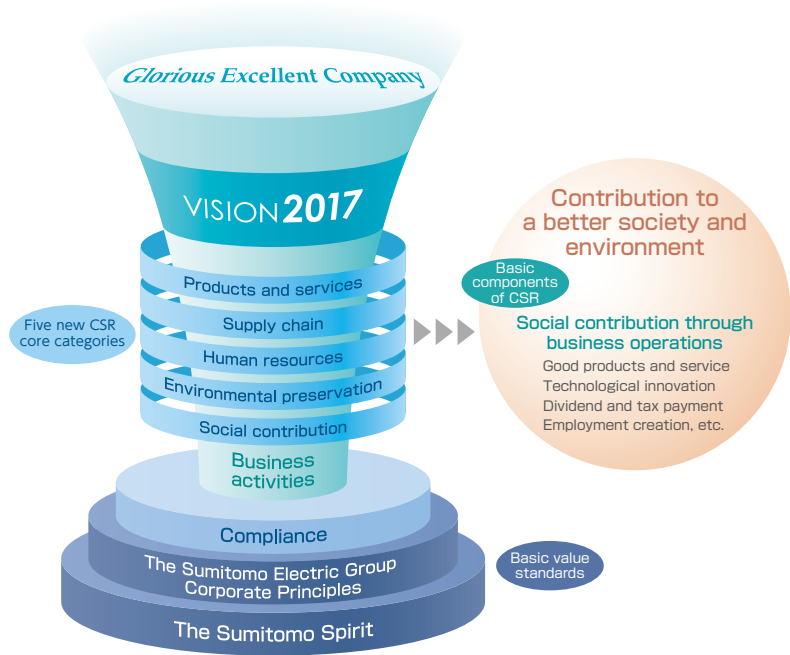 Glorious Excellent Company
VISION 2017
Products and services
Supply chain
Human resources
Environmental preservation
Social contribution
Five new CSR
core categories
Business
activities
Compliance
The Sumitomo Electric Group
Corporate Principles
The Sumitomo Spirit
Basic value
standards
Contribution to
a better society and
environment
Basic
components
of CSR
Social contribution through
business operations
Good products and service
Technological innovation
Dividend and tax payment
Employment creation, etc.